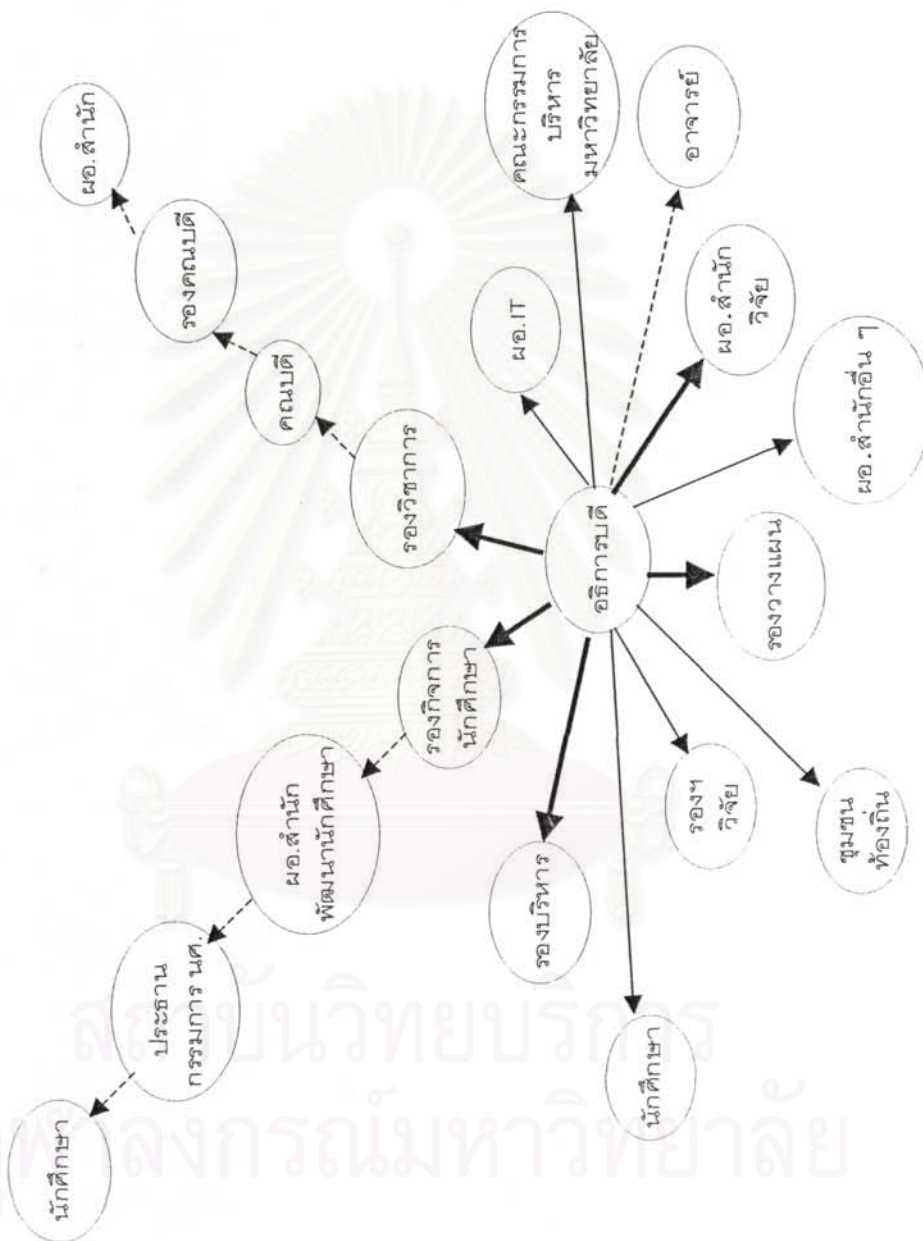 นักศึกษา
ประธาน
กรรมการ นศ.
ผอ.สำนัก
พัฒนานักศึกษา
รองกิจการ
นักศึกษา
รองวิชาการ
คณบดี
รองคณบดี
ผอ.สำนัก
รองบริหาร
อธิการบดี
ผอ.IT
คณะกรรมการ
บริหาร
มหาวิทยาลัย
นักศึกษา
รองฯ
วิจัย
ชุมชน
ท้องถิ่น
รองวางแผน
ผอ.สำนักอื่น ๆ
ผอ.สำนัก
วิจัย
อาจารย์
สถาบันวิทยบริการ
จุฬาลงกรณ์มหาวิทยาลัย